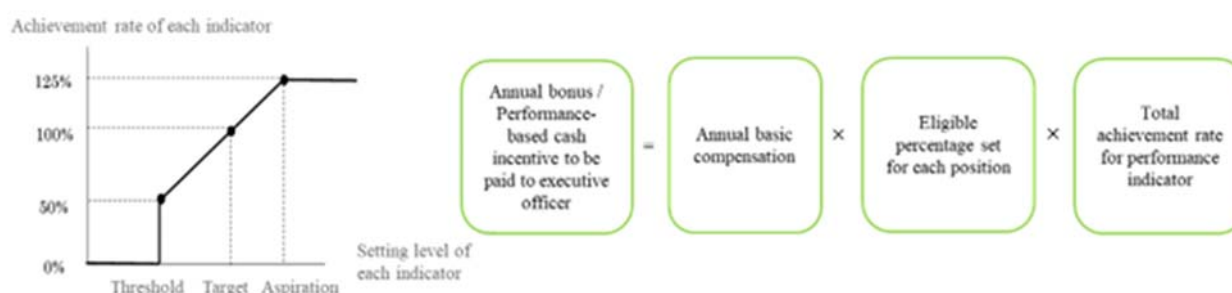 Achievement rate of each indicator
125%
100%
50%
0%
Threshold Target Aspiration
Setting level of
each indicator
Annual bonus /
Performance-
based cash
incentive to be
paid to executive
officer
=
Annual basic
compensation
×
Eligible
percentage set
for each position
×
Total
achievement rate
for performance
indicator